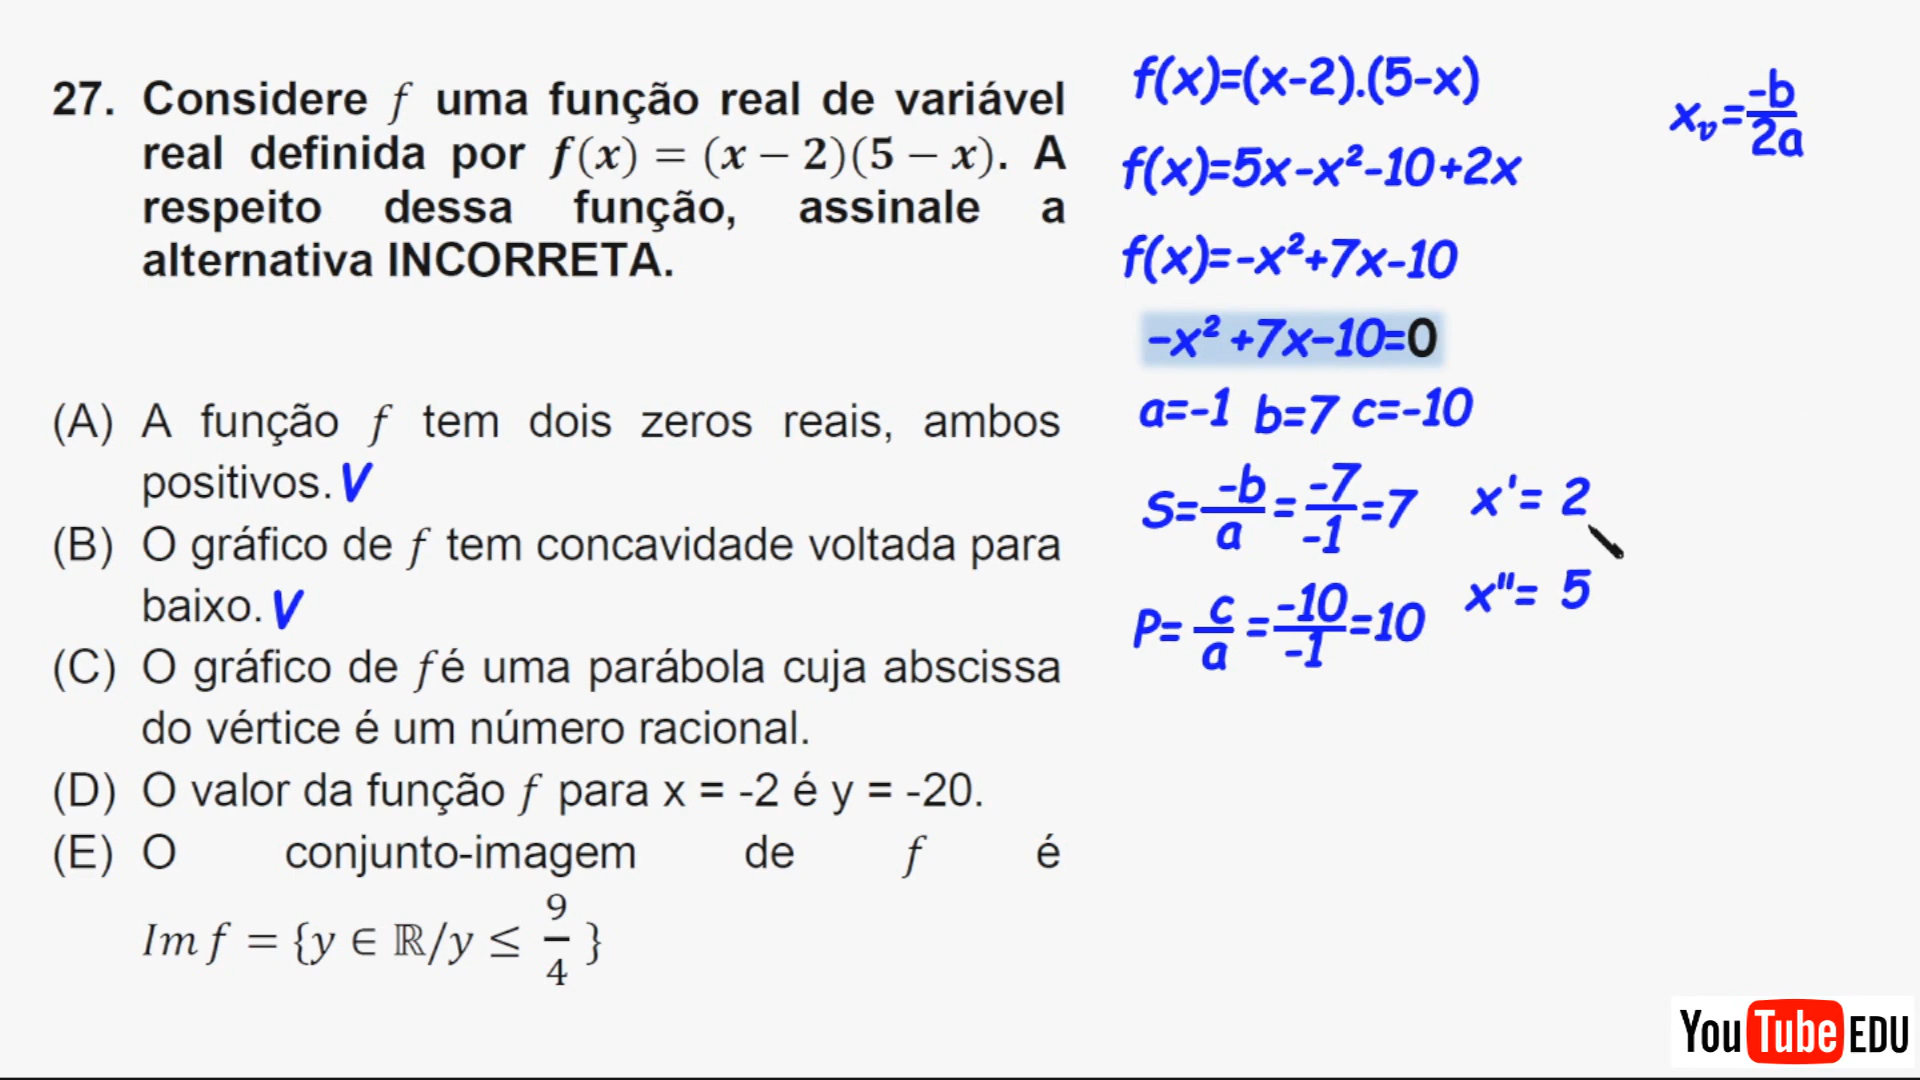 27. Considere f uma função real de variável
real definida por f(x) = (x − 2)(5 − x). A
respeito dessa função, assinale a
alternativa INCORRETA.
(A) A função f tem dois zeros reais, ambos
positivos. V
(B) O gráfico de f tem concavidade voltada para
baixo. V
(C) O gráfico de f é uma parábola cuja abscissa
do vértice é um número racional.
(D) O valor da função f para x = -2 é y = -20.
(E) O conjunto-imagem de f é
Im f = {y ∈ ℝ/y ≤ 9/4 }
f(x)=(x-2).(5-x)
f(x)=5x-x²-10+2x
f(x)=-x²+7x-10
-x²+7x-10=0
a=-1 b=7 c=-10
S=-b/a=-7/-1=7 x'= 2
P=c/a=-10/-1=10 x"= 5
xv=-b/2a
YouTube EDU